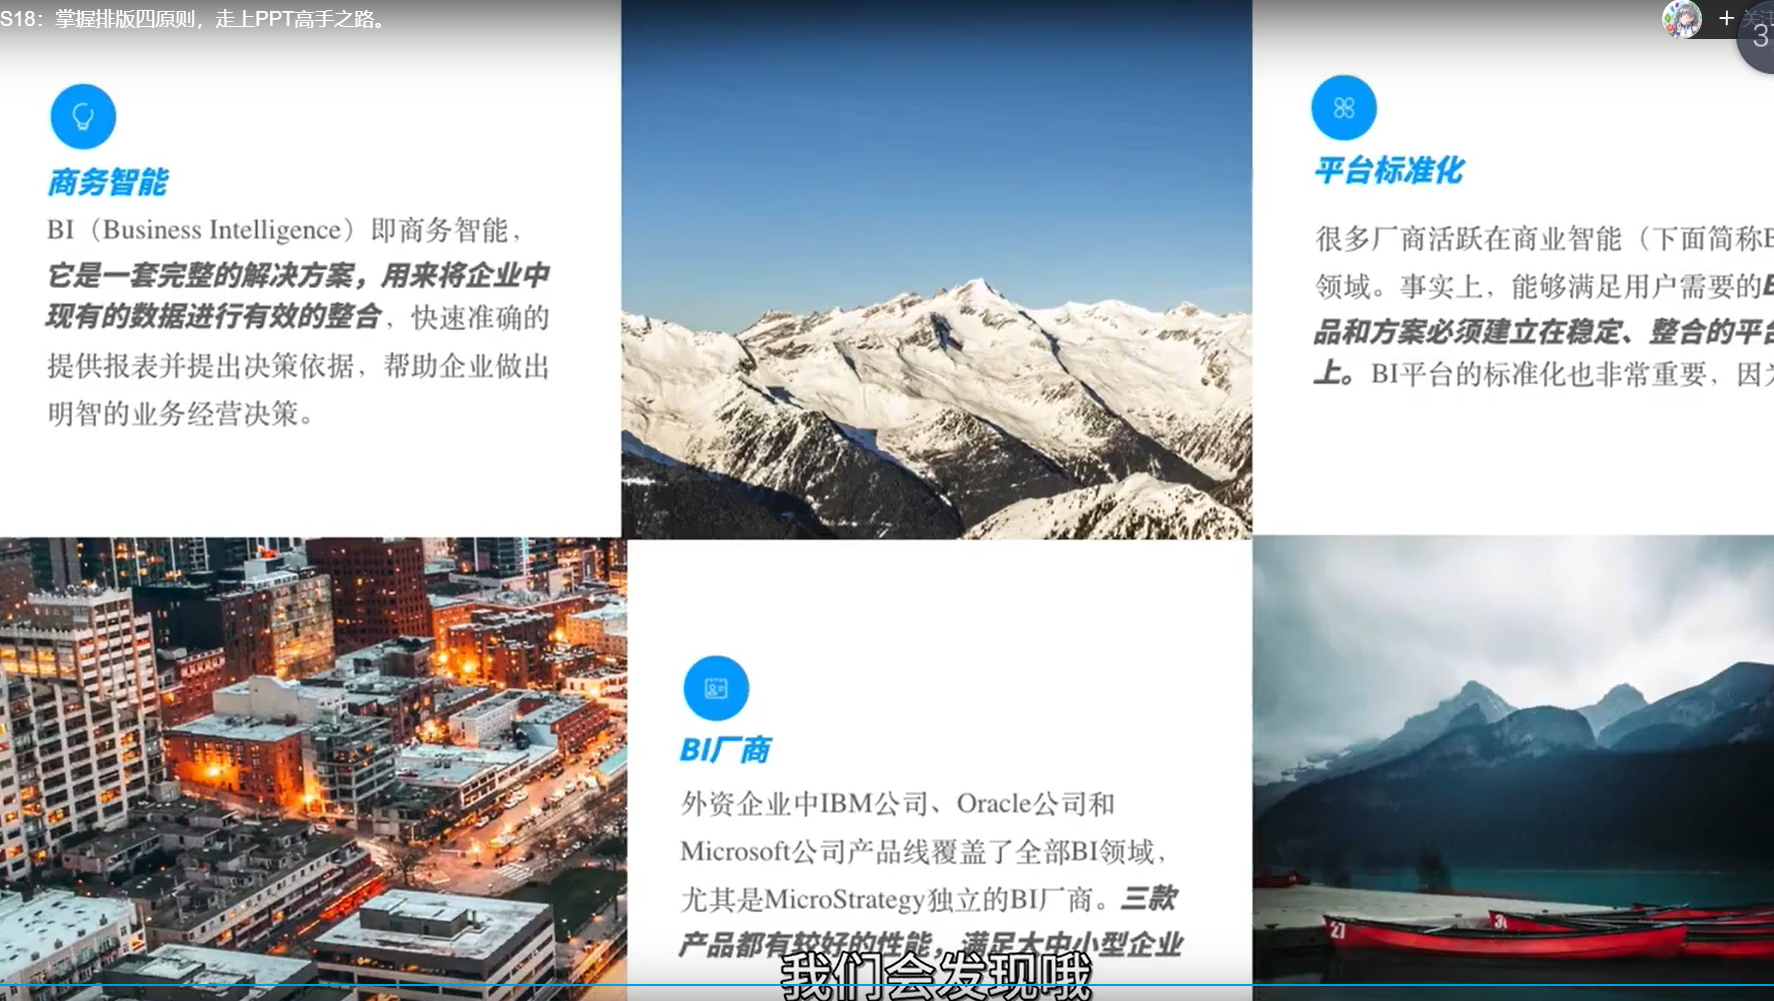 S18：掌握排版四原则，走上PPT高手之路。
+ 关注
3
商务智能
BI（Business Intelligence）即商务智能，
它是一套完整的解决方案，用来将企业中
现有的数据进行有效的整合，快速准确的
提供报表并提出决策依据，帮助企业做出
明智的业务经营决策。
平台标准化
很多厂商活跃在商业智能（下面简称B
领域。事实上，能够满足用户需要的B
品和方案必须建立在稳定、整合的平台
上。BI平台的标准化也非常重要，因为
BI厂商
外资企业中IBM公司、Oracle公司和
Microsoft公司产品线覆盖了全部BI领域，
尤其是MicroStrategy独立的BI厂商。三款
产品都有较好的性能，满足大中小型企业
27
我们会发现哦